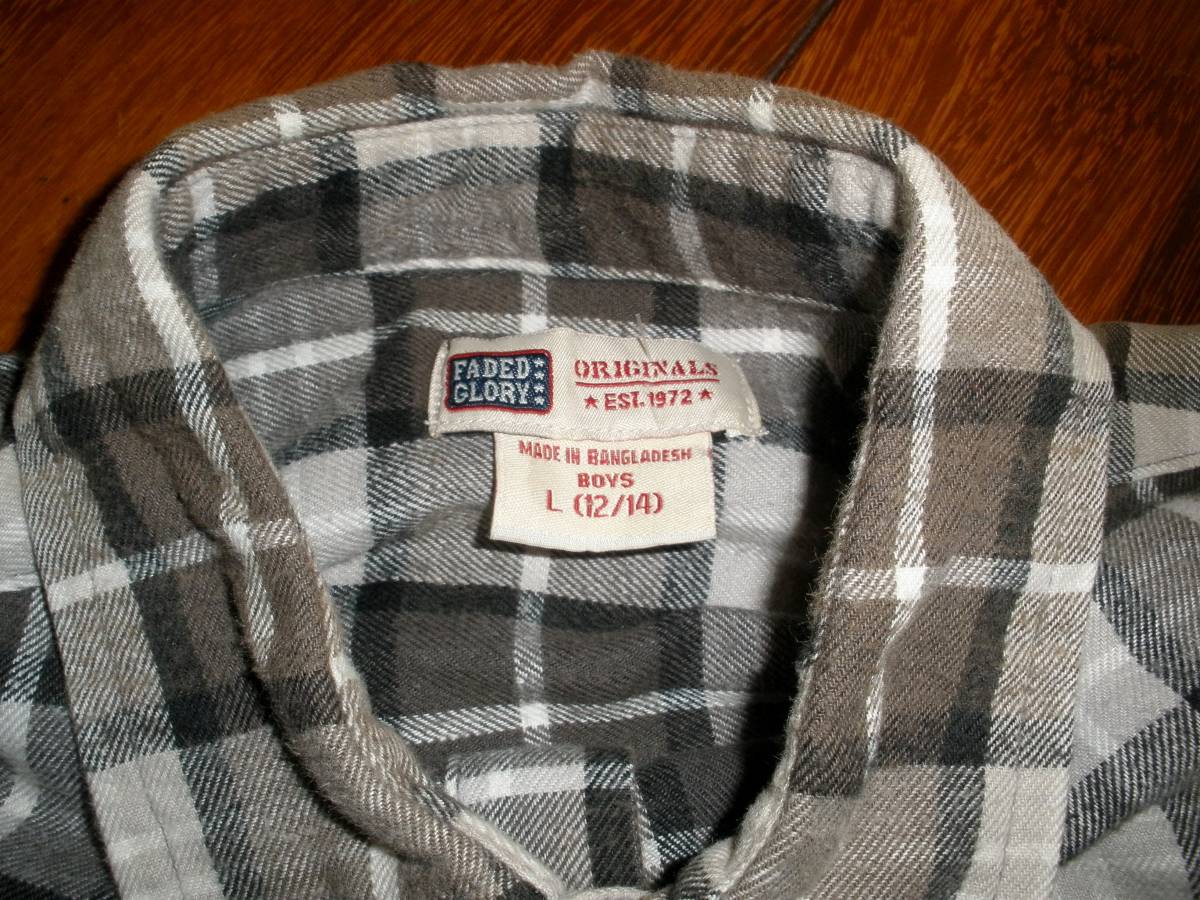 FADED GLORY
ORIGINALS
★ EST. 1972 ★
MADE IN BANGLADESH
BOYS
L (12/14)